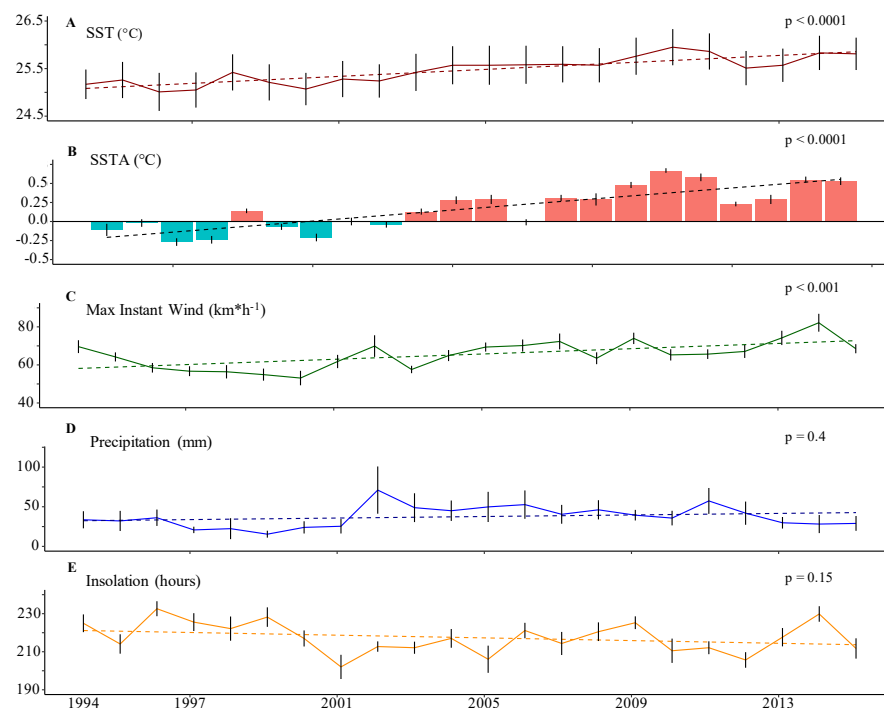 A SST (°C) p < 0.0001
26.5
25.5
24.5
B SSTA (°C) p < 0.0001
0.5
0.25
0.0
-0.25
-0.5
C Max Instant Wind (km*h-1) p < 0.001
80
60
40
D Precipitation (mm) p = 0.4
100
50
0
E Insolation (hours) p = 0.15
230
210
190
1994 1997 2001 2005 2009 2013